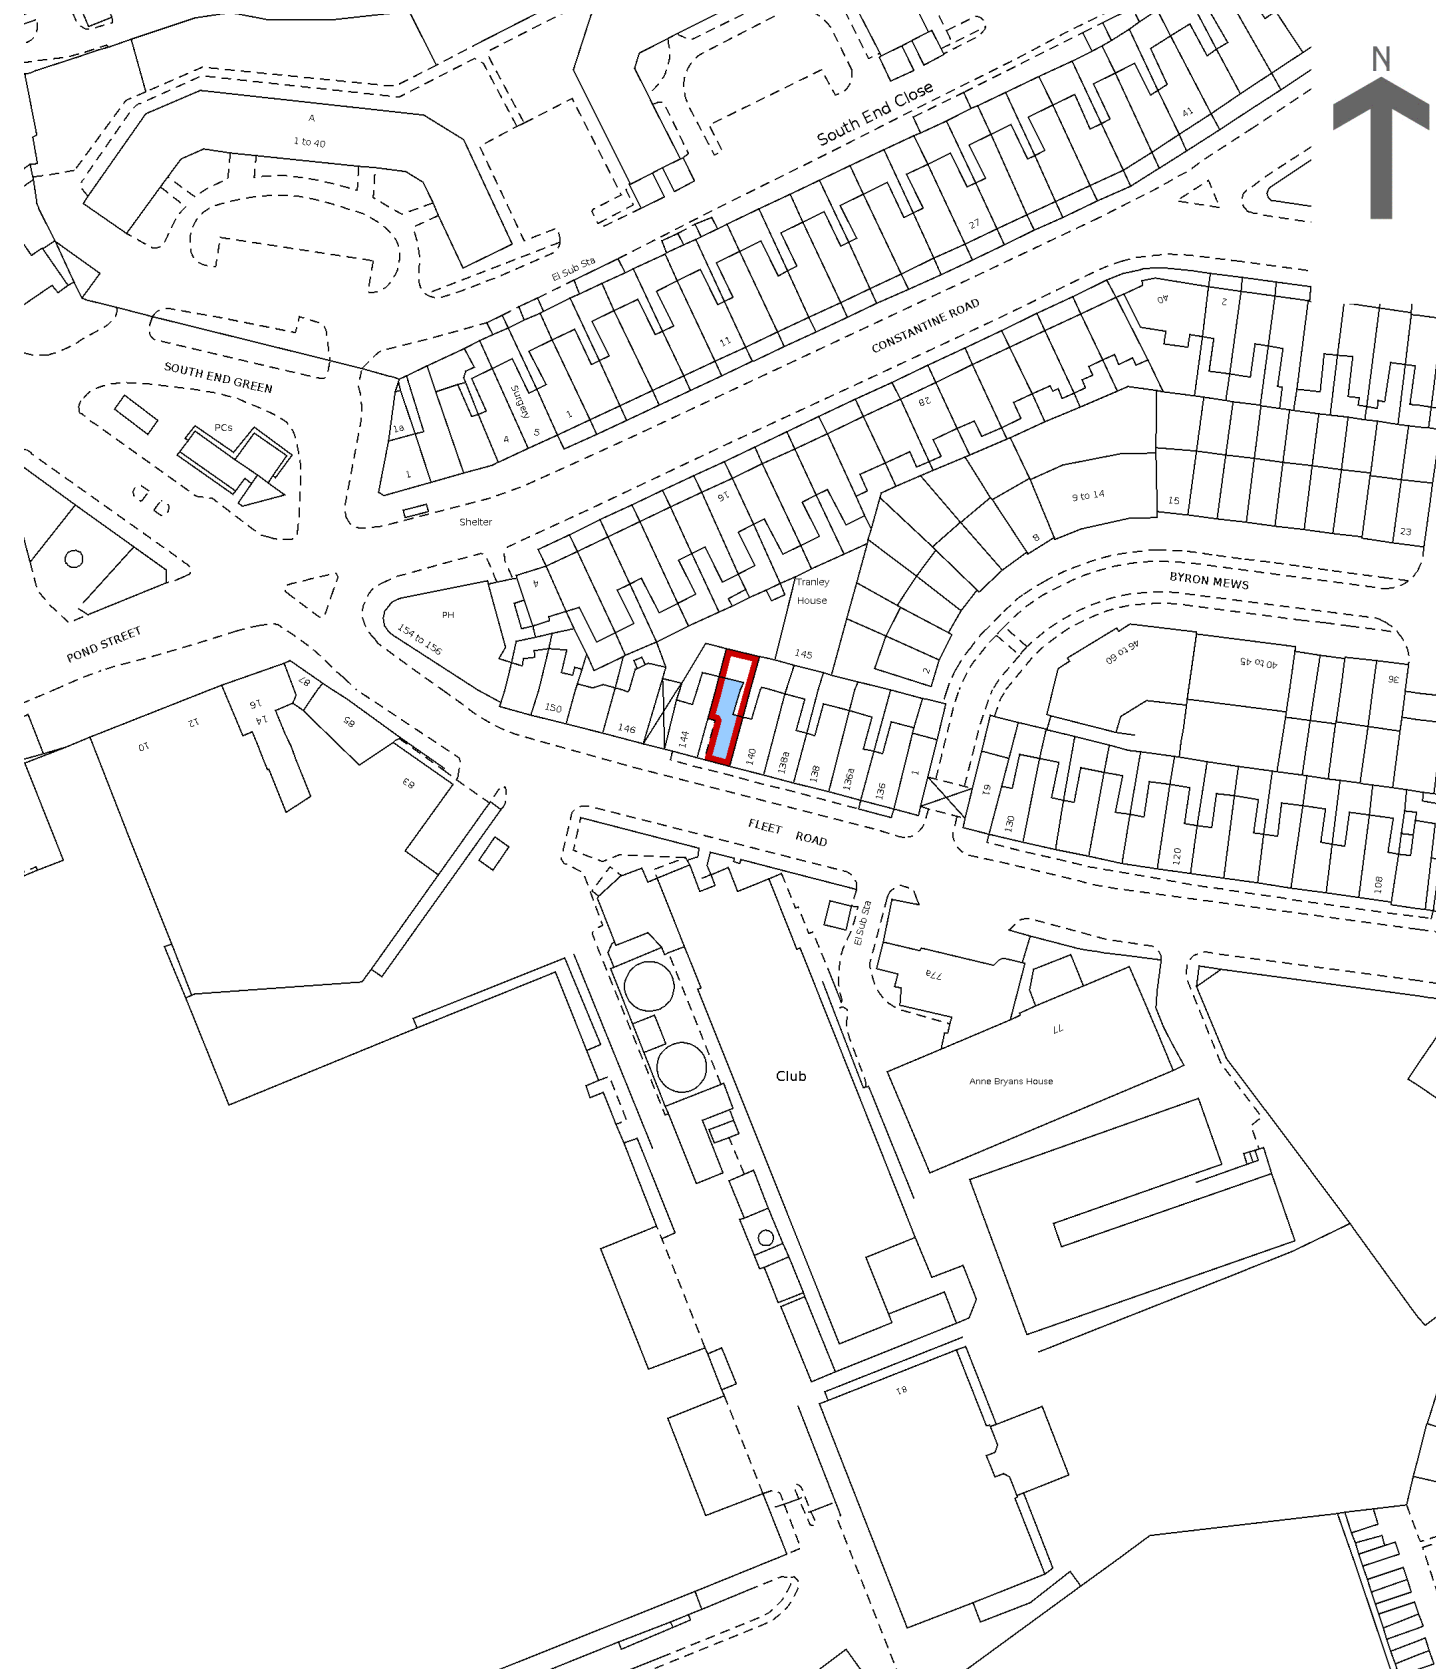 N
A
1 to 40
South End Close
41
27
El Sub Sta
11
CONSTANTINE ROAD
40
2
SOUTH END GREEN
PCs
1a
1
4
Surgery
5
1
28
16
Shelter
9 to 14
8
15
23
BYRON MEWS
4
PH
154 to 156
Tranley
House
145
2
46 to 60
40 to 45
36
POND STREET
87
16
14
12
10
85
83
150
146
144
140
138a
138
136a
136
1
61
130
120
108
FLEET ROAD
El Sub Sta
77a
77
Club
Anne Bryans House
81